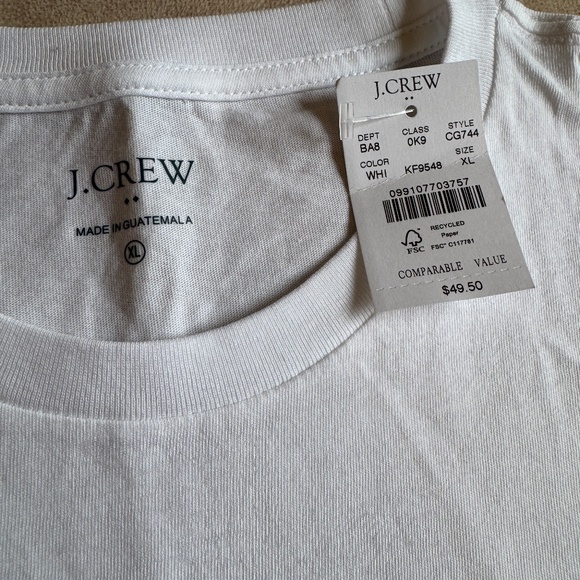 J.CREW
MADE IN GUATEMALA
XL
J.CREW
DEPT CLASS STYLE
BA8 0K9 CG744
COLOR SIZE
WHI KF9548 XL
099107703757
FSC
RECYCLED
Paper
FSC® C117781
COMPARABLE VALUE
$49.50